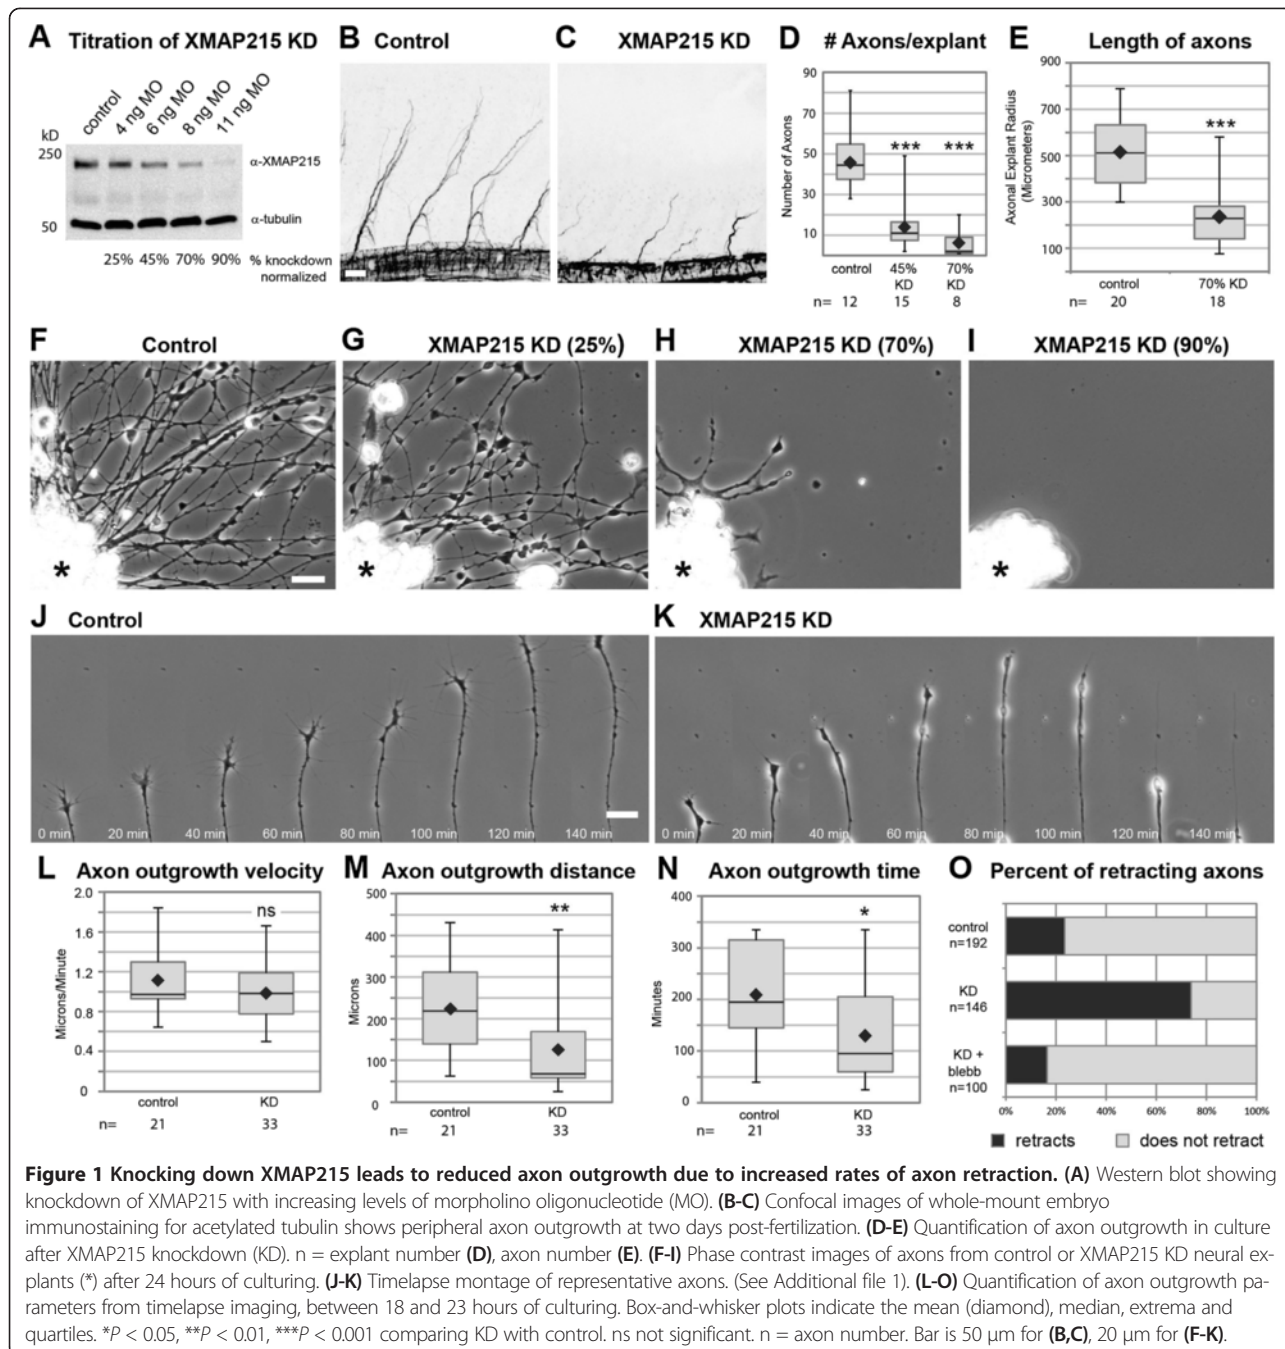 A Titration of XMAP215 KD
control 4 ng MO 6 ng MO 8 ng MO 11 ng MO
kD
250
50
α-XMAP215
α-tubulin
25% 45% 70% 90% % knockdown
normalized
B Control
C XMAP215 KD
D # Axons/explant
Number of Axons
90
70
50
30
10
*** ***
control 45% KD 70% KD
n= 12 15 8
E Length of axons
Axonal Explant Radius
(Micrometers)
900
700
500
300
100
***
control 70% KD
n= 20 18
F Control
*
G XMAP215 KD (25%)
*
H XMAP215 KD (70%)
*
I XMAP215 KD (90%)
*
J Control
0 min 20 min 40 min 60 min 80 min 100 min 120 min 140 min
K XMAP215 KD
0 min 20 min 40 min 60 min 80 min 100 min 120 min 140 min
L Axon outgrowth velocity
Microns/Minute
2.0
1.6
1.2
0.8
0.4
0
ns
control KD
n= 21 33
M Axon outgrowth distance
Microns
500
400
300
200
100
0
**
control KD
n= 21 33
N Axon outgrowth time
Minutes
400
300
200
100
0
*
control KD
n= 21 33
O Percent of retracting axons
control
n=192
KD
n=146
KD +
blebb
n=100
0% 20% 40% 60% 80% 100%
retracts does not retract
Figure 1 Knocking down XMAP215 leads to reduced axon outgrowth due to increased rates of axon retraction. (A) Western blot showing
knockdown of XMAP215 with increasing levels of morpholino oligonucleotide (MO). (B-C) Confocal images of whole-mount embryo
immunostaining for acetylated tubulin shows peripheral axon outgrowth at two days post-fertilization. (D-E) Quantification of axon outgrowth in culture
after XMAP215 knockdown (KD). n = explant number (D), axon number (E). (F-I) Phase contrast images of axons from control or XMAP215 KD neural ex-
plants (*) after 24 hours of culturing. (J-K) Timelapse montage of representative axons. (See Additional file 1). (L-O) Quantification of axon outgrowth pa-
rameters from timelapse imaging, between 18 and 23 hours of culturing. Box-and-whisker plots indicate the mean (diamond), median, extrema and
quartiles. *P < 0.05, **P < 0.01, ***P < 0.001 comparing KD with control. ns not significant. n = axon number. Bar is 50 μm for (B,C), 20 μm for (F-K).